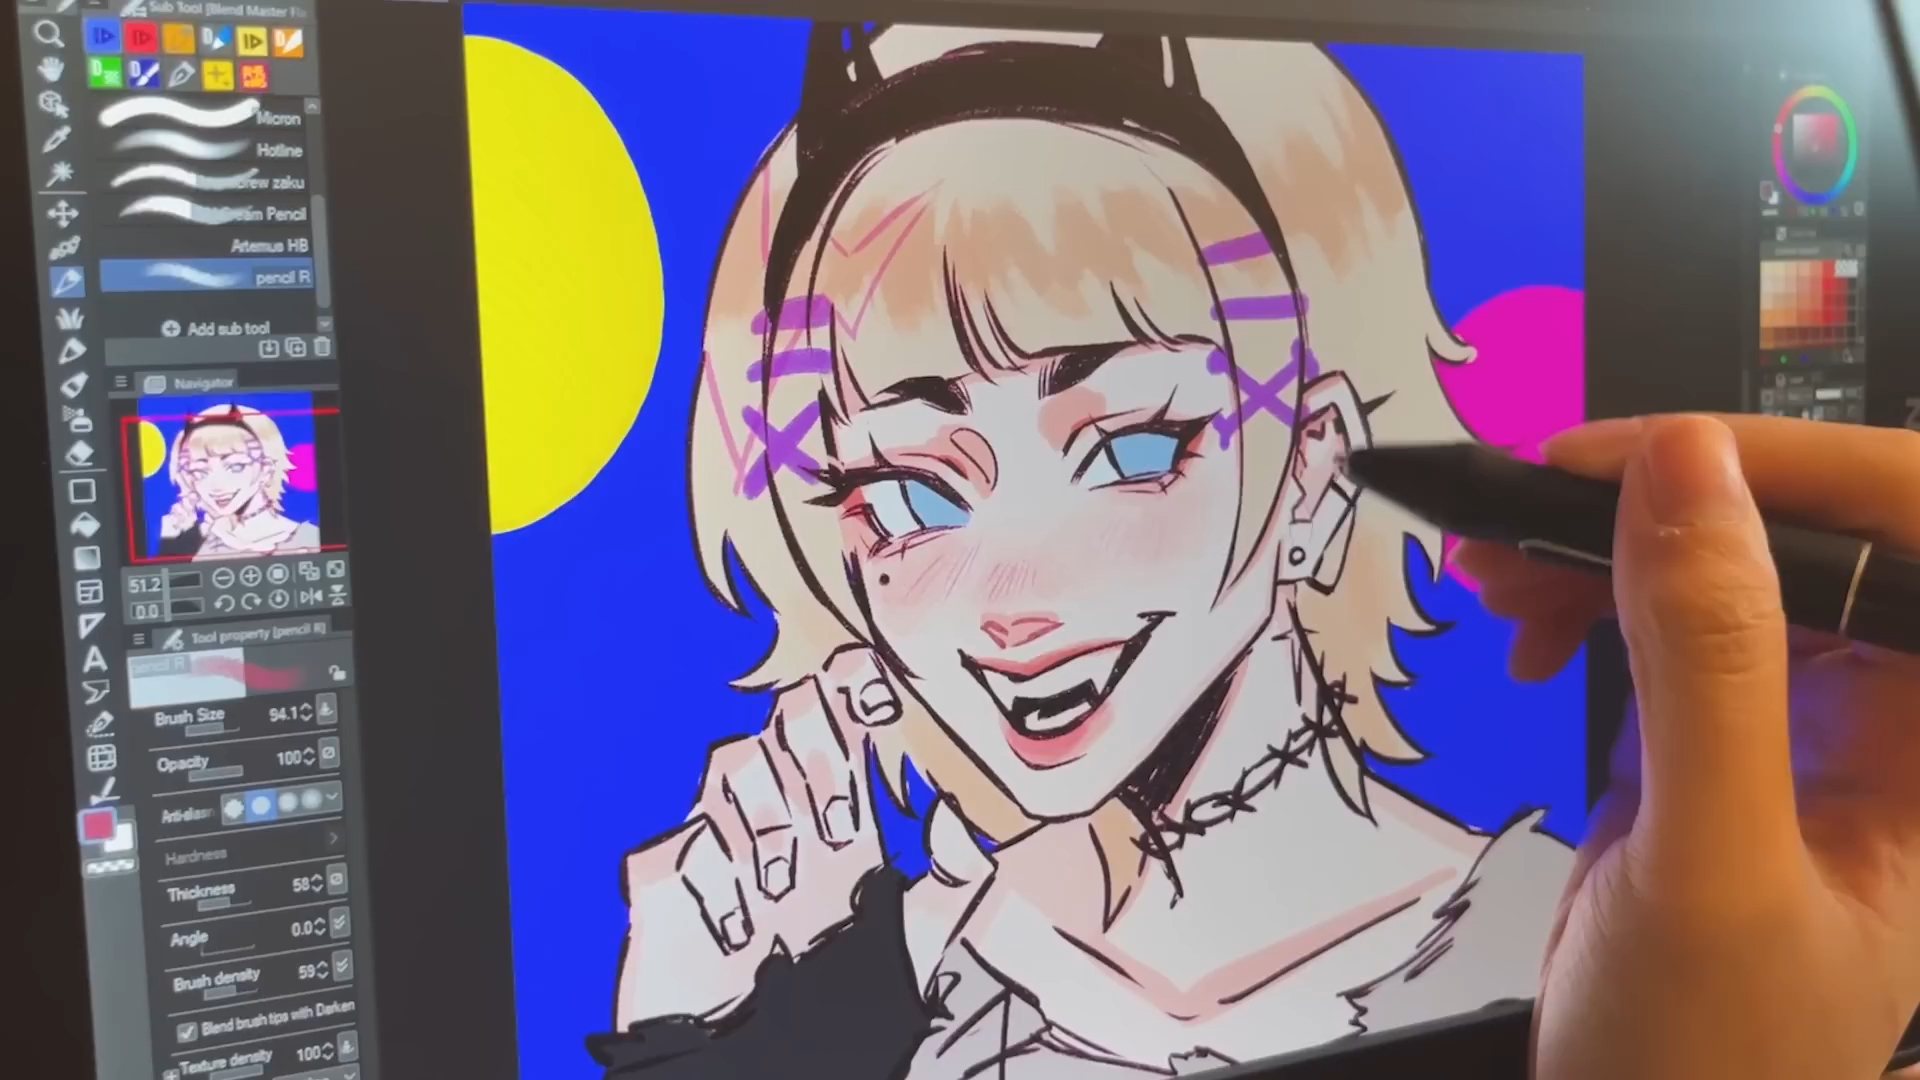 Sub Tool [Blend Master Fix
Micron
Hotline
Artemus HB
pencil R
Add sub tool
Navigator
51.2
0.0
Tool property [pencil R]
pencil R
Brush Size 94.1
Opacity 100
Hardness
Thickness 58
Angle 0.0
Brush density 59
Blend brush tips with Darken
Texture density 100